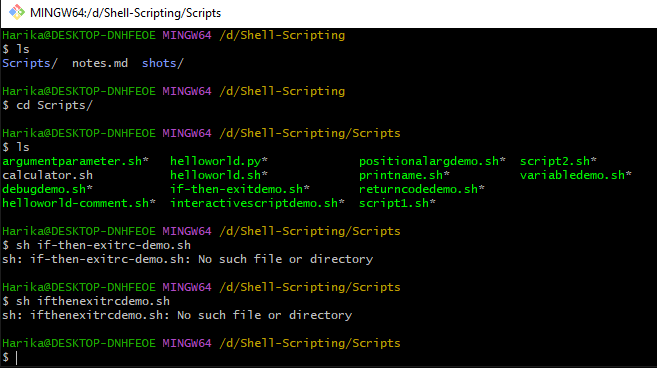 MINGW64:/d/Shell-Scripting/Scripts
Harika@DESKTOP-DNHFEOE MINGW64 /d/Shell-Scripting
$ ls
Scripts/  notes.md  shots/
Harika@DESKTOP-DNHFEOE MINGW64 /d/Shell-Scripting
$ cd Scripts/
Harika@DESKTOP-DNHFEOE MINGW64 /d/Shell-Scripting/Scripts
$ ls
argumentparameter.sh*  helloworld.py*  positionalargdemo.sh*  script2.sh*
calculator.sh  helloworld.sh*  printname.sh*  variabledemo.sh*
debugdemo.sh*  if-then-exitdemo.sh*  returncodedemo.sh*
helloworld-comment.sh*  interactivescriptdemo.sh*  script1.sh*
Harika@DESKTOP-DNHFEOE MINGW64 /d/Shell-Scripting/Scripts
$ sh if-then-exitrc-demo.sh
sh: if-then-exitrc-demo.sh: No such file or directory
Harika@DESKTOP-DNHFEOE MINGW64 /d/Shell-Scripting/Scripts
$ sh ifthenexitrcdemo.sh
sh: ifthenexitrcdemo.sh: No such file or directory
Harika@DESKTOP-DNHFEOE MINGW64 /d/Shell-Scripting/Scripts
$